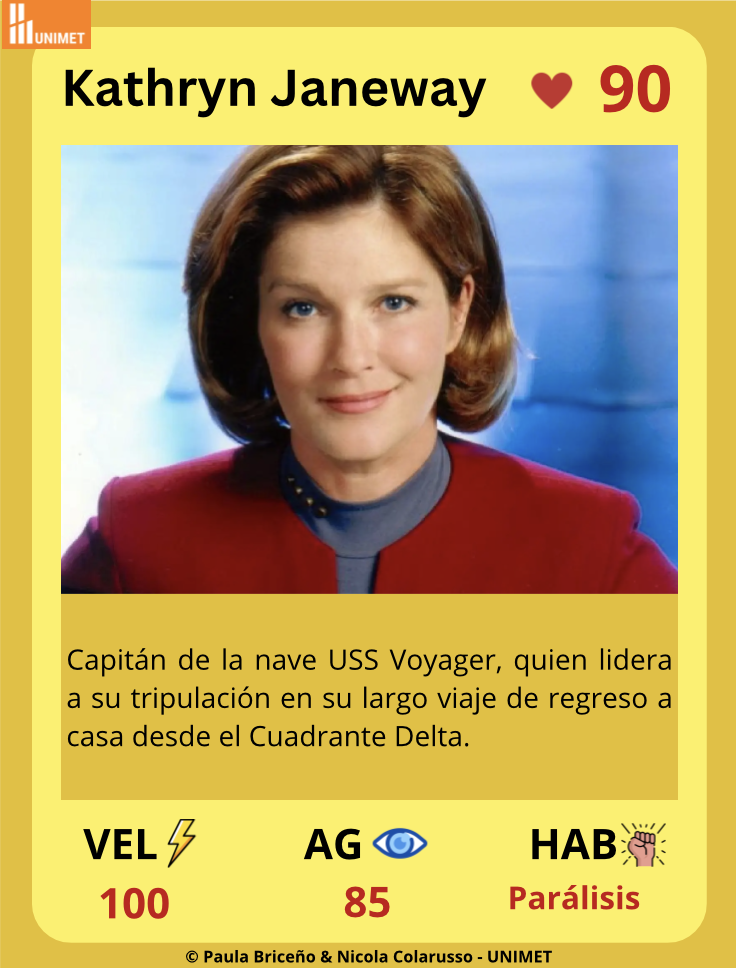 UNIMET
Kathryn Janeway 90
Capitán de la nave USS Voyager, quien lidera
a su tripulación en su largo viaje de regreso a
casa desde el Cuadrante Delta.
VEL AG HAB
100 85 Parálisis
© Paula Briceño & Nicola Colarusso - UNIMET